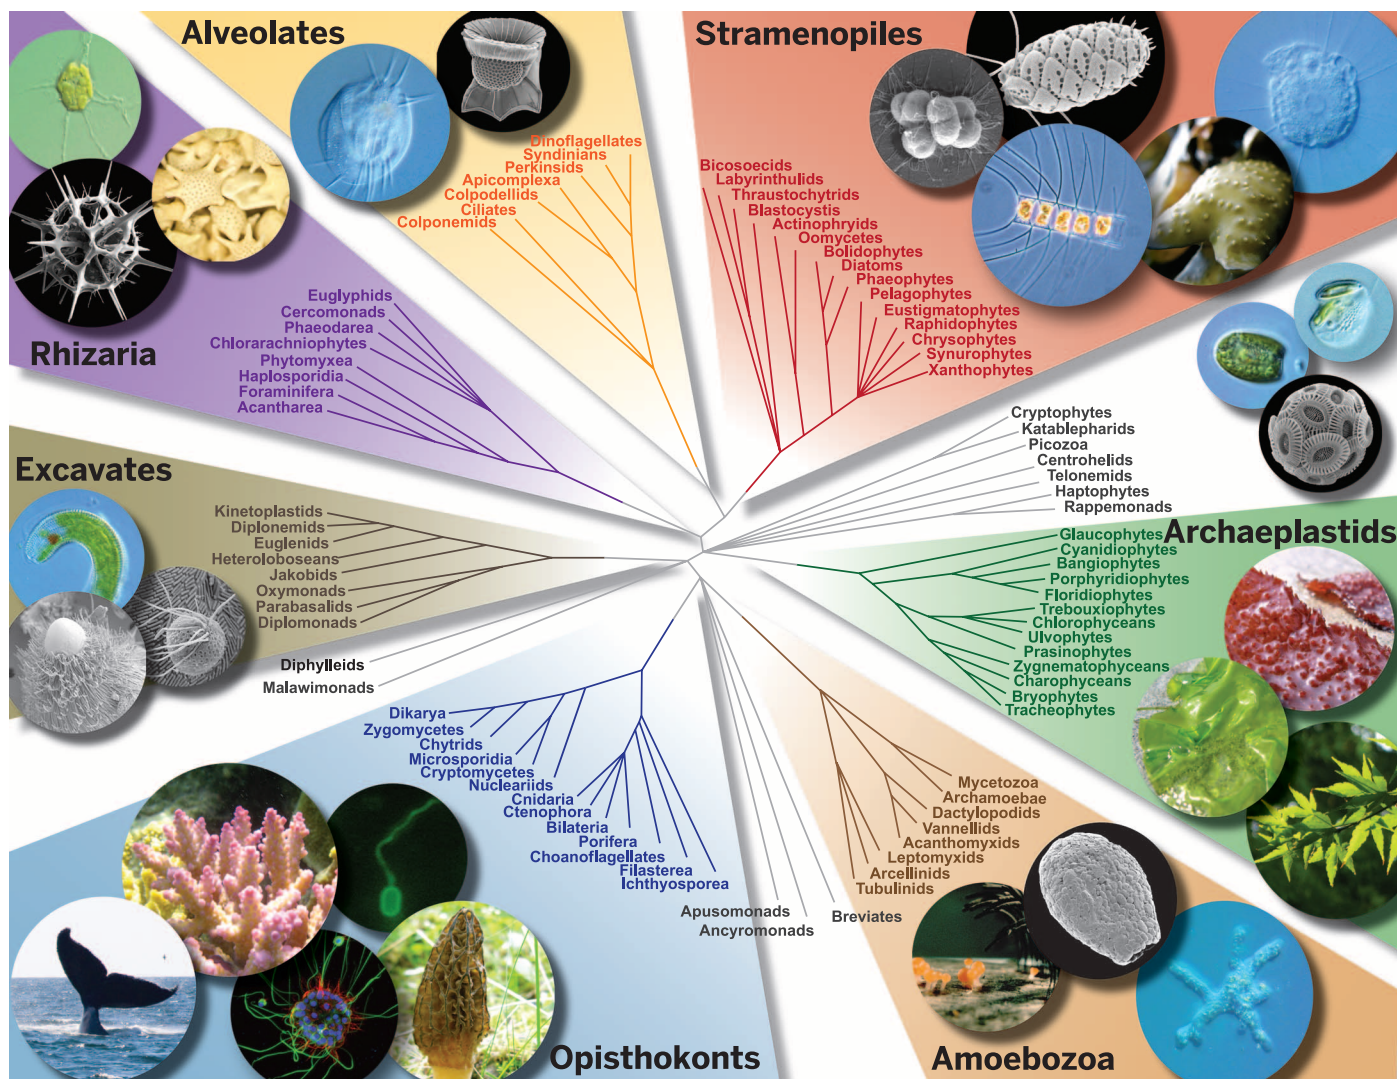 Alveolates
Dinoflagellates
Syndinians
Perkinsids
Apicomplexa
Colpodellids
Ciliates
Colponemids
Stramenopiles
Bicosoecids
Labyrinthulids
Thraustochytrids
Blastocystis
Actinophryids
Oomycetes
Bolidophytes
Diatoms
Phaeophytes
Pelagophytes
Eustigmatophytes
Raphidophytes
Chrysophytes
Synurophytes
Xanthophytes
Rhizaria
Euglyphids
Cercomonads
Phaeodarea
Chlorarachniophytes
Phytomyxea
Haplosporidia
Foraminifera
Acantharea
Cryptophytes
Katablepharids
Picozoa
Centrohelids
Telonemids
Haptophytes
Rappemonads
Excavates
Kinetoplastids
Diplonemids
Euglenids
Heteroloboseans
Jakobids
Oxymonads
Parabasalids
Diplomonads
Diphylleids
Malawimonads
Archaeplastids
Glaucophytes
Cyanidiophytes
Bangiophytes
Porphyridiophytes
Floridiophytes
Trebouxiophytes
Chlorophyceans
Ulvophytes
Prasinophytes
Zygnematophyceans
Charophyceans
Bryophytes
Tracheophytes
Dikarya
Zygomycetes
Chytrids
Microsporidia
Cryptomycetes
Nucleariids
Cnidaria
Ctenophora
Bilateria
Porifera
Choanoflagellates
Filasterea
Ichthyosporea
Opisthokonts
Apusomonads
Ancyromonads
Breviates
Mycetozoa
Archamoebae
Dactylopodids
Vannellids
Acanthomyxids
Leptomyxids
Arcellinids
Tubulinids
Amoebozoa